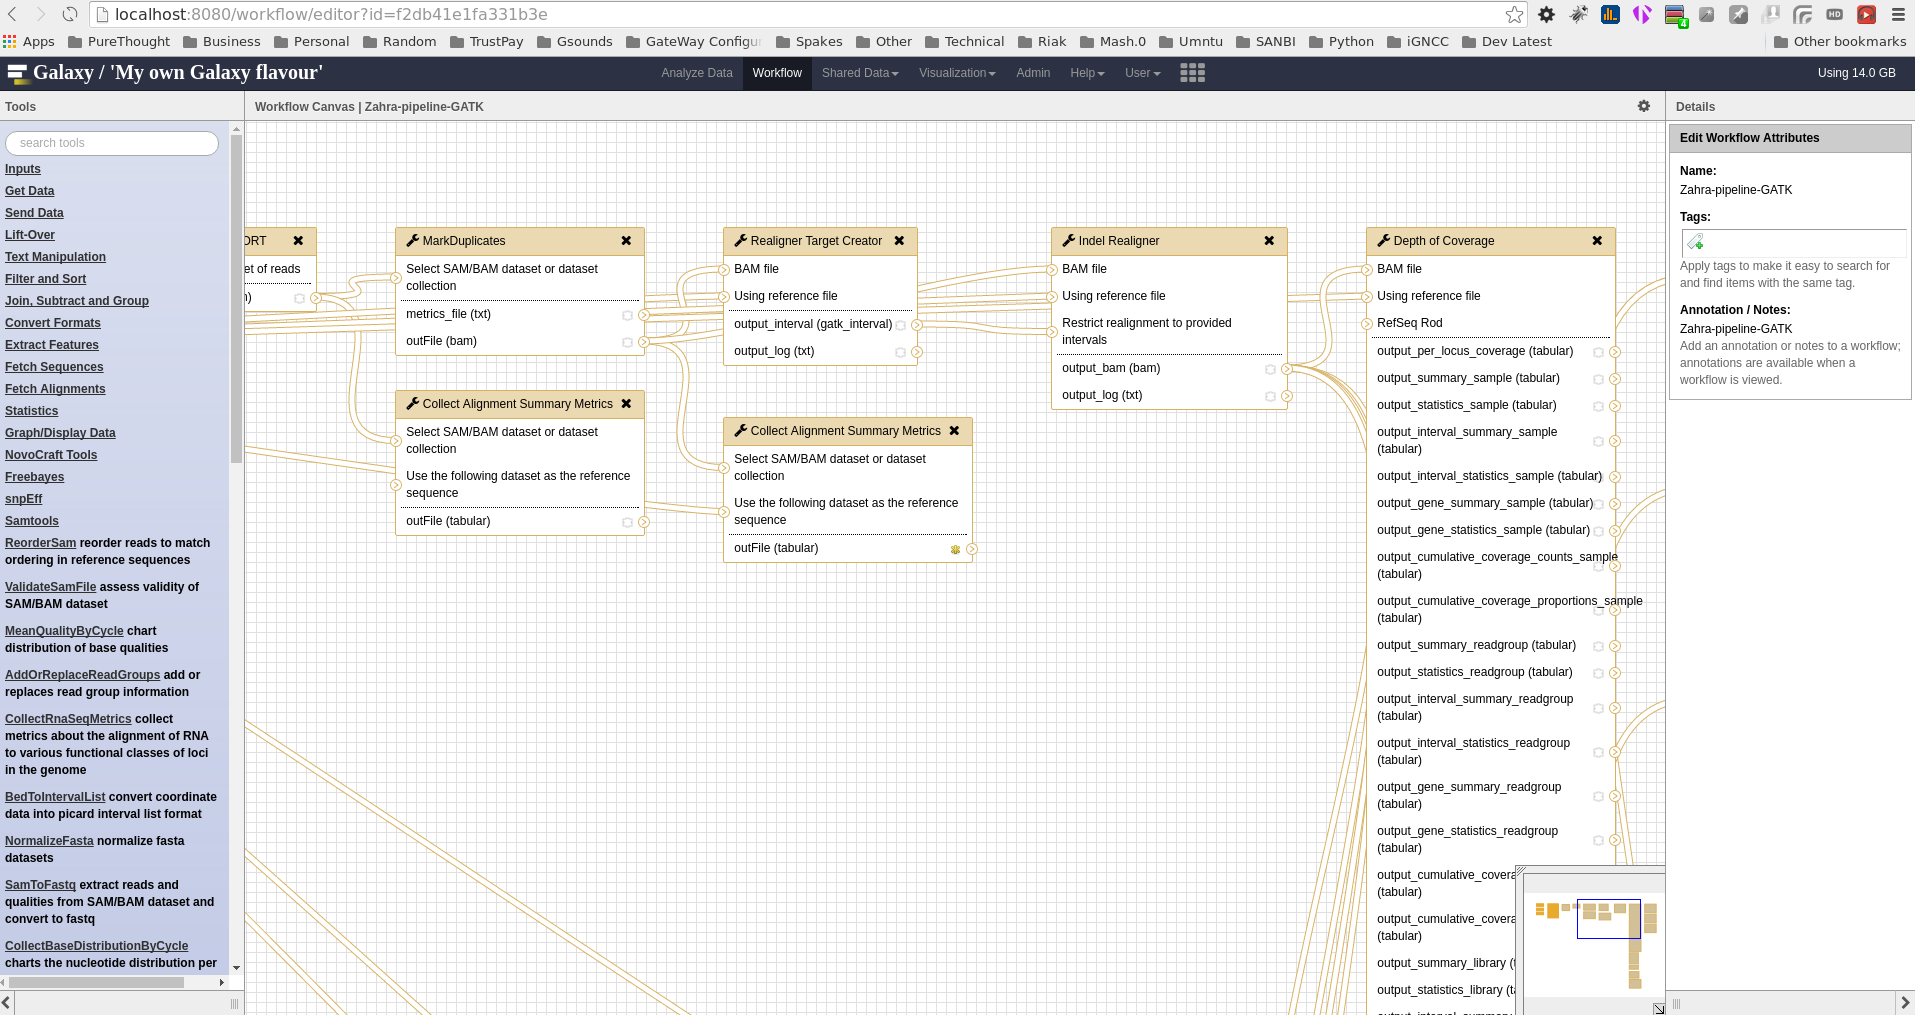 localhost:8080/workflow/editor?id=f2db41e1fa331b3e
4
HD
Apps PureThought Business Personal Random TrustPay Gsounds GateWay Configur Spakes Other Technical Riak Mash.0 Umntu SANBI Python iGNCC Dev Latest Other bookmarks
Galaxy / 'My own Galaxy flavour'
Analyze Data Workflow Shared Data Visualization Admin Help User
Using 14.0 GB
Tools
search tools
Inputs
Get Data
Send Data
Lift-Over
Text Manipulation
Filter and Sort
Join, Subtract and Group
Convert Formats
Extract Features
Fetch Sequences
Fetch Alignments
Statistics
Graph/Display Data
NovoCraft Tools
Freebayes
snpEff
Samtools
ReorderSam reorder reads to match
ordering in reference sequences
ValidateSamFile assess validity of
SAM/BAM dataset
MeanQualityByCycle chart
distribution of base qualities
AddOrReplaceReadGroups add or
replaces read group information
CollectRnaSeqMetrics collect
metrics about the alignment of RNA
to various functional classes of loci
in the genome
BedToIntervalList convert coordinate
data into picard interval list format
NormalizeFasta normalize fasta
datasets
SamToFastq extract reads and
qualities from SAM/BAM dataset and
convert to fastq
CollectBaseDistributionByCycle
charts the nucleotide distribution per
Workflow Canvas | Zahra-pipeline-GATK
ORT
et of reads
)
MarkDuplicates
Select SAM/BAM dataset or dataset
collection
metrics_file (txt)
outFile (bam)
Collect Alignment Summary Metrics
Select SAM/BAM dataset or dataset
collection
Use the following dataset as the reference
sequence
outFile (tabular)
Realigner Target Creator
BAM file
Using reference file
output_interval (gatk_interval)
output_log (txt)
Collect Alignment Summary Metrics
Select SAM/BAM dataset or dataset
collection
Use the following dataset as the reference
sequence
outFile (tabular)
Indel Realigner
BAM file
Using reference file
Restrict realignment to provided
intervals
output_bam (bam)
output_log (txt)
Depth of Coverage
BAM file
Using reference file
RefSeq Rod
output_per_locus_coverage (tabular)
output_summary_sample (tabular)
output_statistics_sample (tabular)
output_interval_summary_sample
(tabular)
output_interval_statistics_sample (tabular)
output_gene_summary_sample (tabular)
output_gene_statistics_sample (tabular)
output_cumulative_coverage_counts_sample
(tabular)
output_cumulative_coverage_proportions_sample
(tabular)
output_summary_readgroup (tabular)
output_statistics_readgroup (tabular)
output_interval_summary_readgroup
(tabular)
output_interval_statistics_readgroup
(tabular)
output_gene_summary_readgroup
(tabular)
output_gene_statistics_readgroup
(tabular)
output_cumulative_covera
(tabular)
output_cumulative_covera
(tabular)
output_summary_library (t
output_statistics_library (ta
Details
Edit Workflow Attributes
Name:
Zahra-pipeline-GATK
Tags:
Apply tags to make it easy to search for
and find items with the same tag.
Annotation / Notes:
Zahra-pipeline-GATK
Add an annotation or notes to a workflow;
annotations are available when a
workflow is viewed.